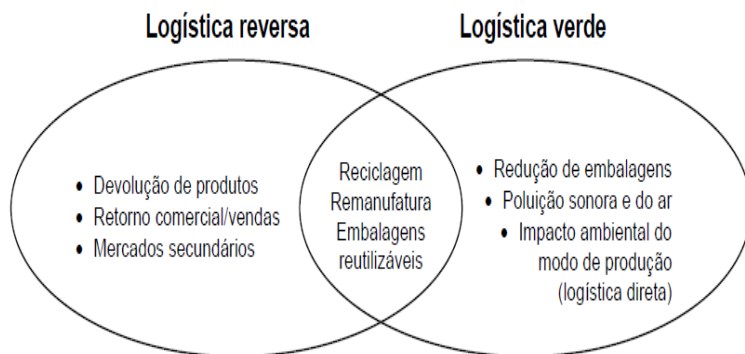 Logística reversa
Logística verde
• Devolução de produtos
• Retorno comercial/vendas
• Mercados secundários
Reciclagem
Remanufatura
Embalagens
reutilizáveis
• Redução de embalagens
• Poluição sonora e do ar
• Impacto ambiental do
modo de produção
(logística direta)